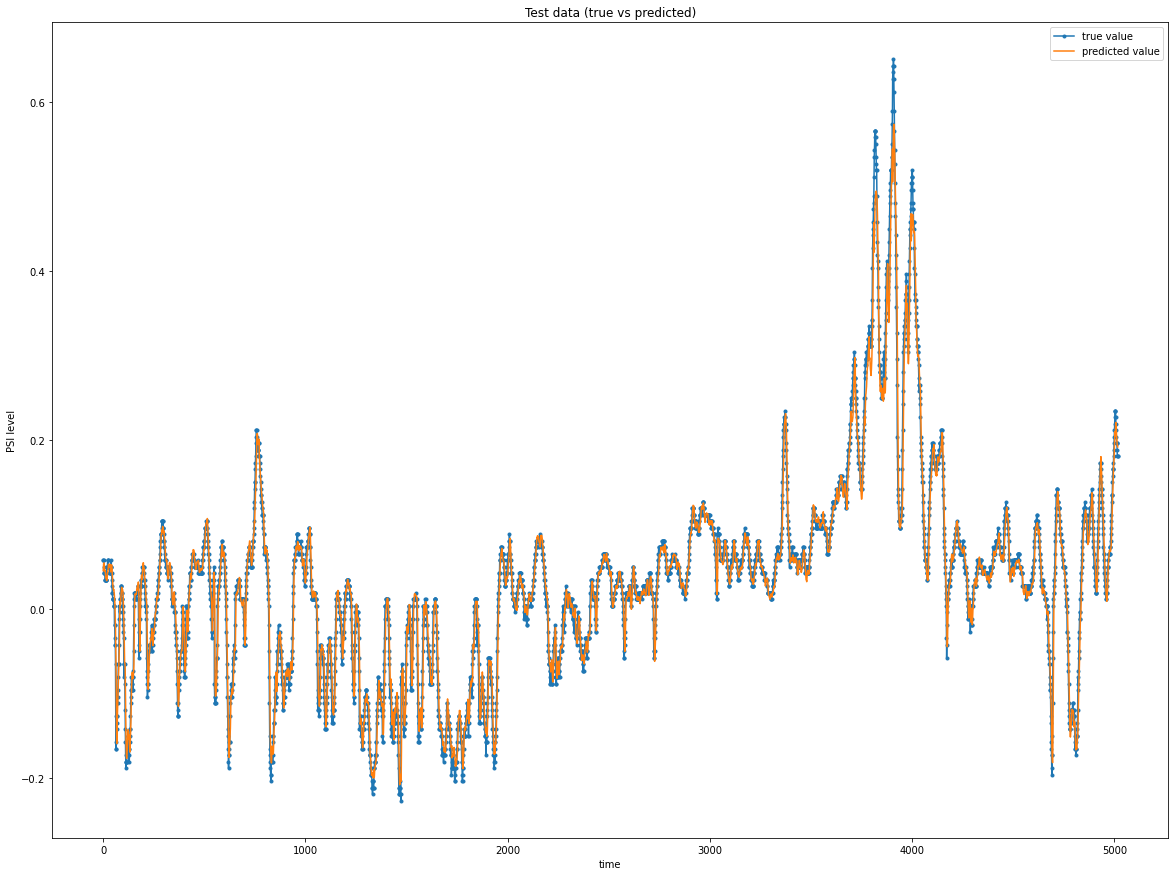 Test data (true vs predicted)
true value
predicted value
0.6
0.4
0.2
0.0
−0.2
PSI level
0
1000
2000
3000
4000
5000
time